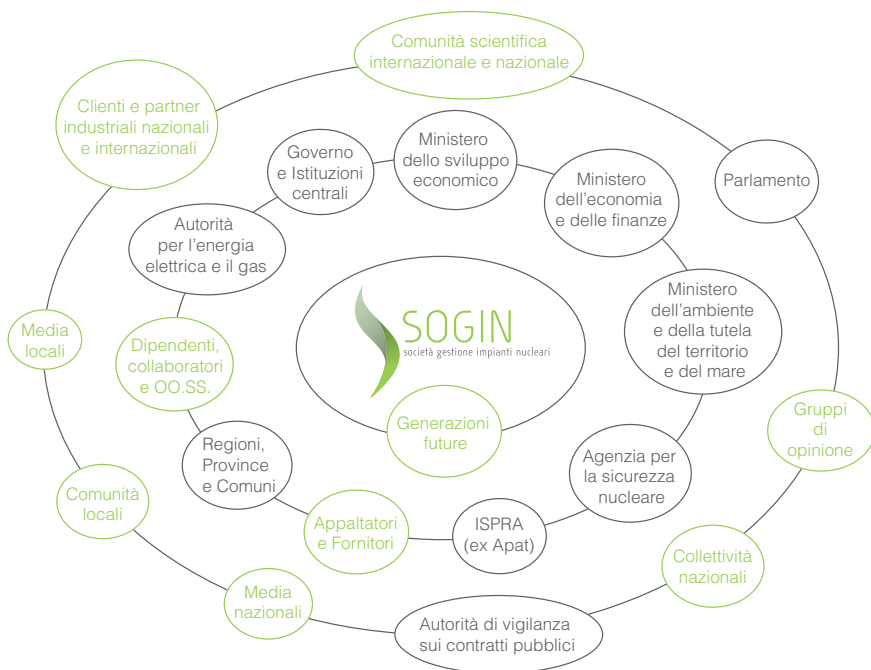 Comunità scientifica
internazionale e nazionale
Clienti e partner
industriali nazionali
e internazionali
Governo
e Istituzioni
centrali
Ministero
dello sviluppo
economico
Ministero
dell'economia
e delle finanze
Parlamento
Autorità
per l'energia
elettrica e il gas
Ministero
dell'ambiente
e della tutela
del territorio
e del mare
Media
locali
Dipendenti,
collaboratori
e OO.SS.
SOGIN
società gestione impianti nucleari
Generazioni
future
Gruppi
di
opinione
Regioni,
Province
e Comuni
Agenzia per
la sicurezza
nucleare
Comunità
locali
Appaltatori
e Fornitori
ISPRA
(ex Apat)
Collettività
nazionali
Media
nazionali
Autorità di vigilanza
sui contratti pubblici